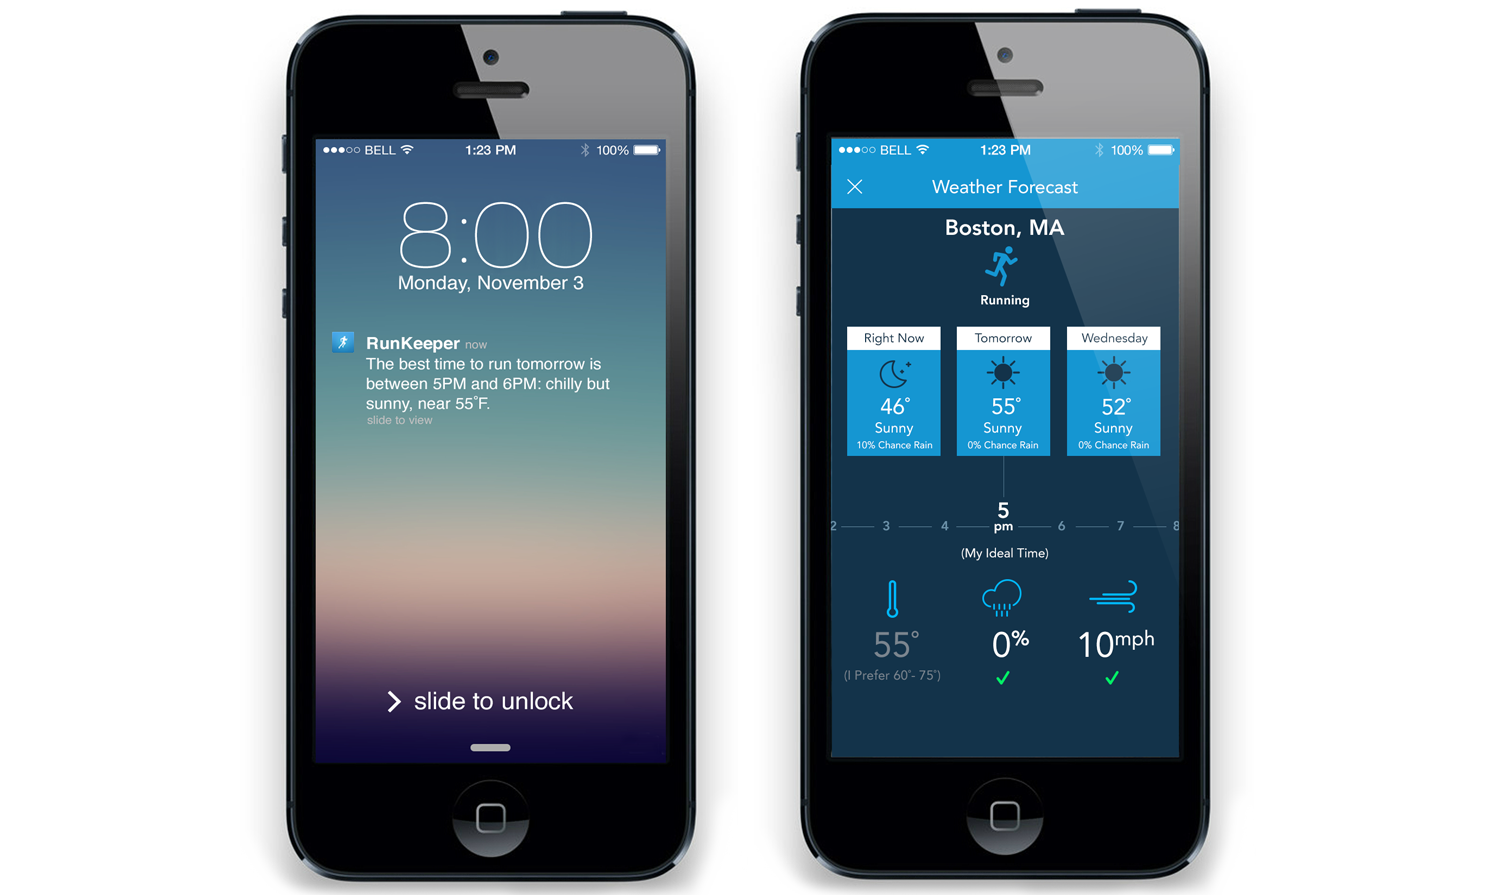 BELL 1:23 PM 100%
8:00
Monday, November 3
RunKeeper now
The best time to run tomorrow is
between 5PM and 6PM: chilly but
sunny, near 55°F.
slide to view
slide to unlock
BELL 1:23 PM 100%
Weather Forecast
Boston, MA
Running
Right Now Tomorrow Wednesday
46° 55° 52°
Sunny Sunny Sunny
10% Chance Rain 0% Chance Rain 0% Chance Rain
2 3 4 5 pm 6 7 8
(My Ideal Time)
55° 0% 10mph
(I Prefer 60°- 75°)